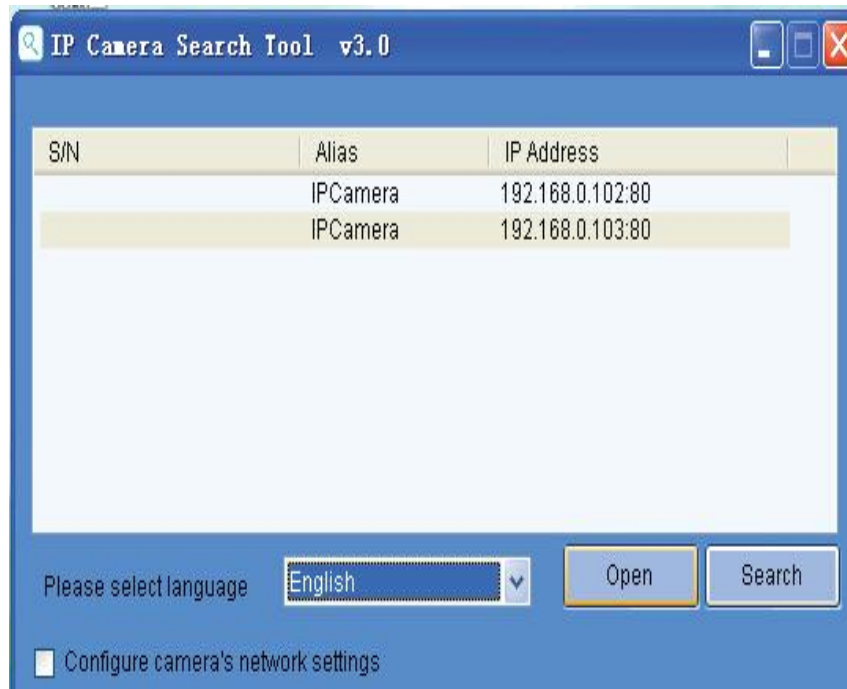 IP Camera Search Tool v3.0
S/N Alias IP Address
IPCamera 192.168.0.102:80
IPCamera 192.168.0.103:80
Please select language English Open Search
Configure camera's network settings